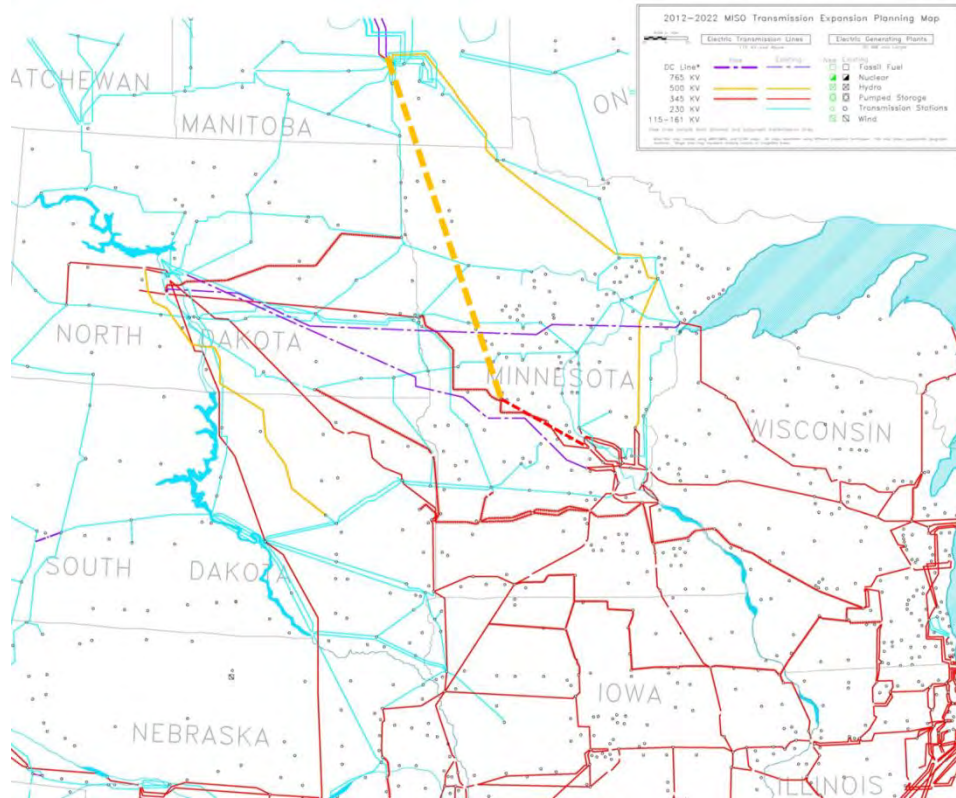 2012-2022 MISO Transmission Expansion Planning Map
Electric Transmission Lines
Electric Generating Plants
New
Existing
New Existing
DC Line*
765 KV
500 KV
345 KV
230 KV
115-161 KV
Fossil Fuel
Nuclear
Hydro
Pumped Storage
Transmission Stations
Wind
ATCHEWAN
MANITOBA
ON
NORTH DAKOTA
MINNESOTA
WISCONSIN
SOUTH DAKOTA
IOWA
NEBRASKA
ILLINOIS